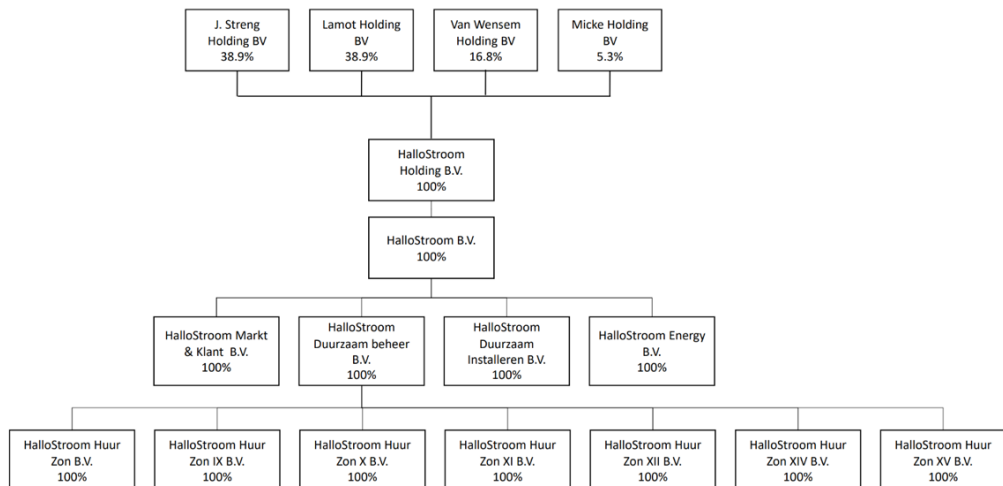 J. Streng
Holding BV
38.9%
Lamot Holding
BV
38.9%
Van Wensem
Holding BV
16.8%
Micke Holding
BV
5.3%
HalloStroom
Holding B.V.
100%
HalloStroom B.V.
100%
HalloStroom Markt
& Klant B.V.
100%
HalloStroom
Duurzaam beheer
B.V.
100%
HalloStroom
Duurzaam
Installeren B.V.
100%
HalloStroom Energy
B.V.
100%
HalloStroom Huur
Zon B.V.
100%
HalloStroom Huur
Zon IX B.V.
100%
HalloStroom Huur
Zon X B.V.
100%
HalloStroom Huur
Zon XI B.V.
100%
HalloStroom Huur
Zon XII B.V.
100%
HalloStroom Huur
Zon XIV B.V.
100%
HalloStroom Huur
Zon XV B.V.
100%